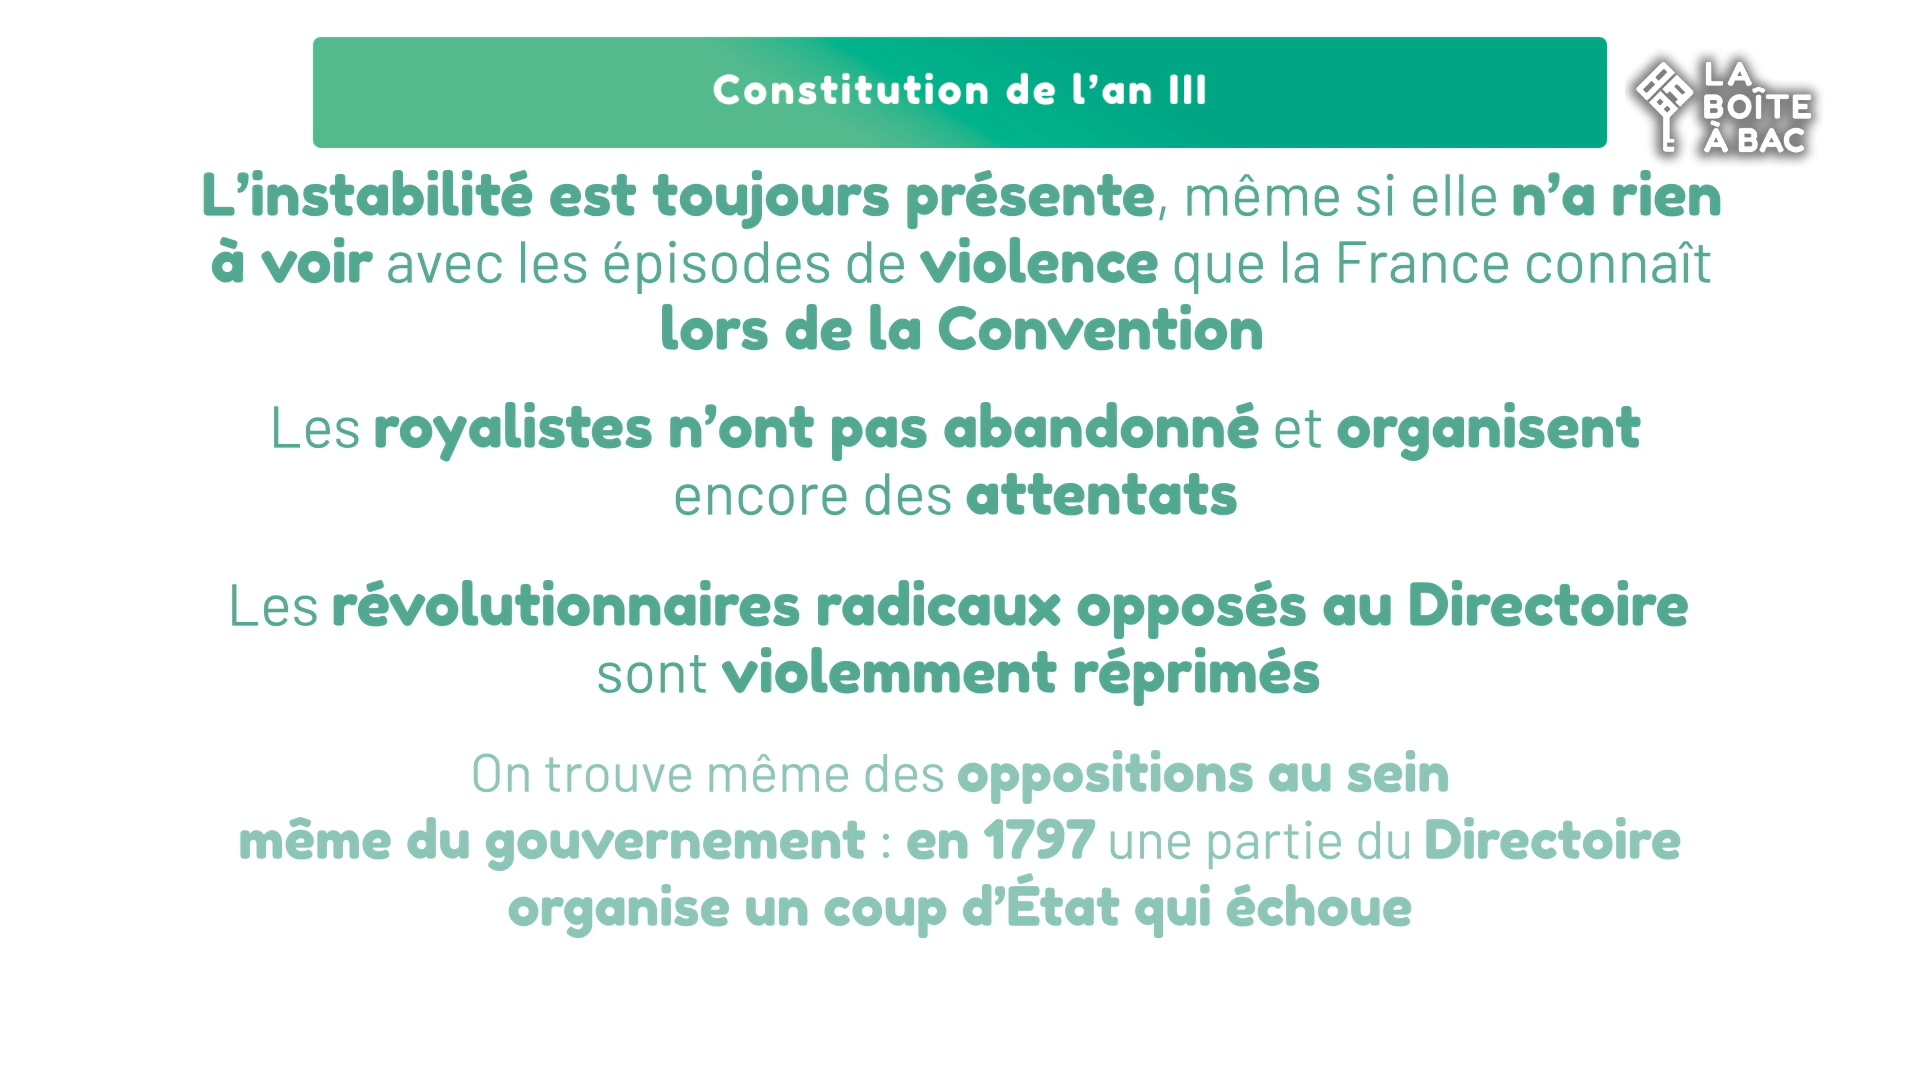 Constitution de l’an III
LA
BOÎTE
À BAC
L’instabilité est toujours présente, même si elle n’a rien
à voir avec les épisodes de violence que la France connaît
lors de la Convention
Les royalistes n’ont pas abandonné et organisent
encore des attentats
Les révolutionnaires radicaux opposés au Directoire
sont violemment réprimés
On trouve même des oppositions au sein
même du gouvernement : en 1797 une partie du Directoire
organise un coup d’État qui échoue